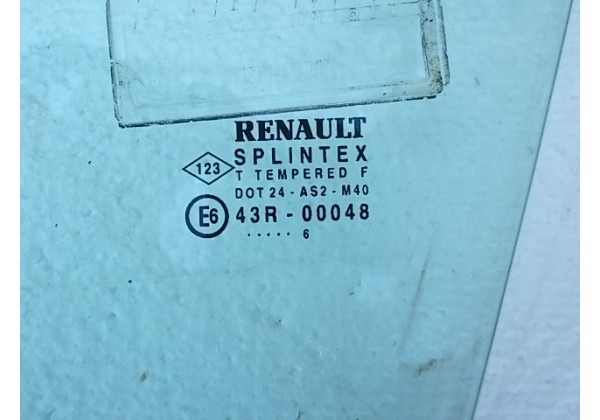 RENAULT
SPLINTEX
123
T TEMPERED F
DOT 24 - AS2 - M40
E6 43R - 00048
..... 6